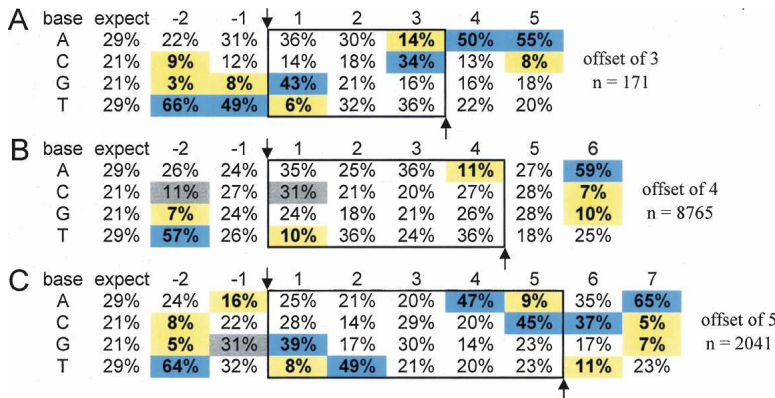 A base expect -2 -1 1 2 3 4 5
A 29% 22% 31% 36% 30% 14% 50% 55%
C 21% 9% 12% 14% 18% 34% 13% 8%
G 21% 3% 8% 43% 21% 16% 16% 18%
T 29% 66% 49% 6% 32% 36% 22% 20%
offset of 3
n = 171
B base expect -2 -1 1 2 3 4 5 6
A 29% 26% 24% 35% 25% 36% 11% 27% 59%
C 21% 11% 27% 31% 21% 20% 27% 28% 7%
G 21% 7% 24% 24% 18% 21% 26% 28% 10%
T 29% 57% 26% 10% 36% 24% 36% 18% 25%
offset of 4
n = 8765
C base expect -2 -1 1 2 3 4 5 6 7
A 29% 24% 16% 25% 21% 20% 47% 9% 35% 65%
C 21% 8% 22% 28% 14% 29% 20% 45% 37% 5%
G 21% 5% 31% 39% 17% 30% 14% 23% 17% 7%
T 29% 64% 32% 8% 49% 21% 20% 23% 11% 23%
offset of 5
n = 2041